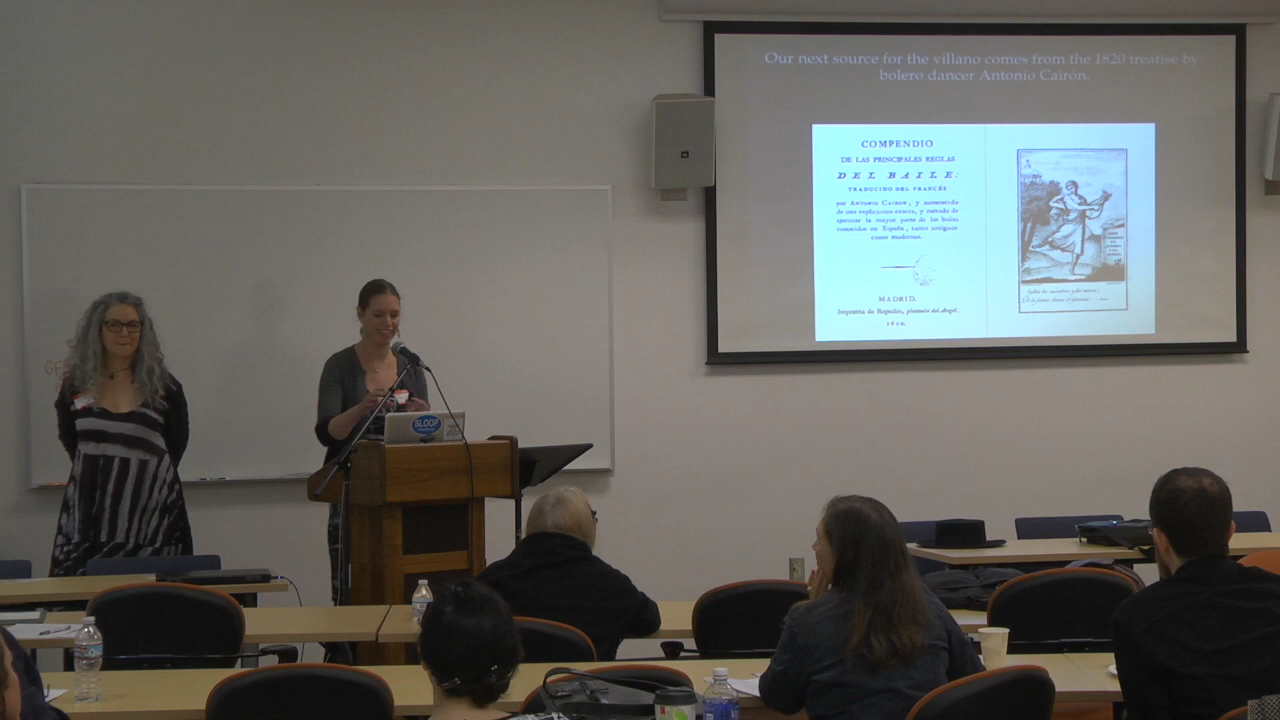 Our next source for the villano comes from the 1820 treatise by
bolero dancer Antonio Cairón.
COMPENDIO
DE LAS PRINCIPALES REGLAS
DEL BAILE:
TRADUCIDO DEL FRANCÉS
por ANTONIO CAIRON, y aumentado
de una esplicacion exacta, y método de
ejecutar la mayor parte de los bailes
conocidos en España, tanto antiguos
como modernos.
MADRID.
Imprenta de Repullés, plazuela del Angel.
1820.
SLOOP